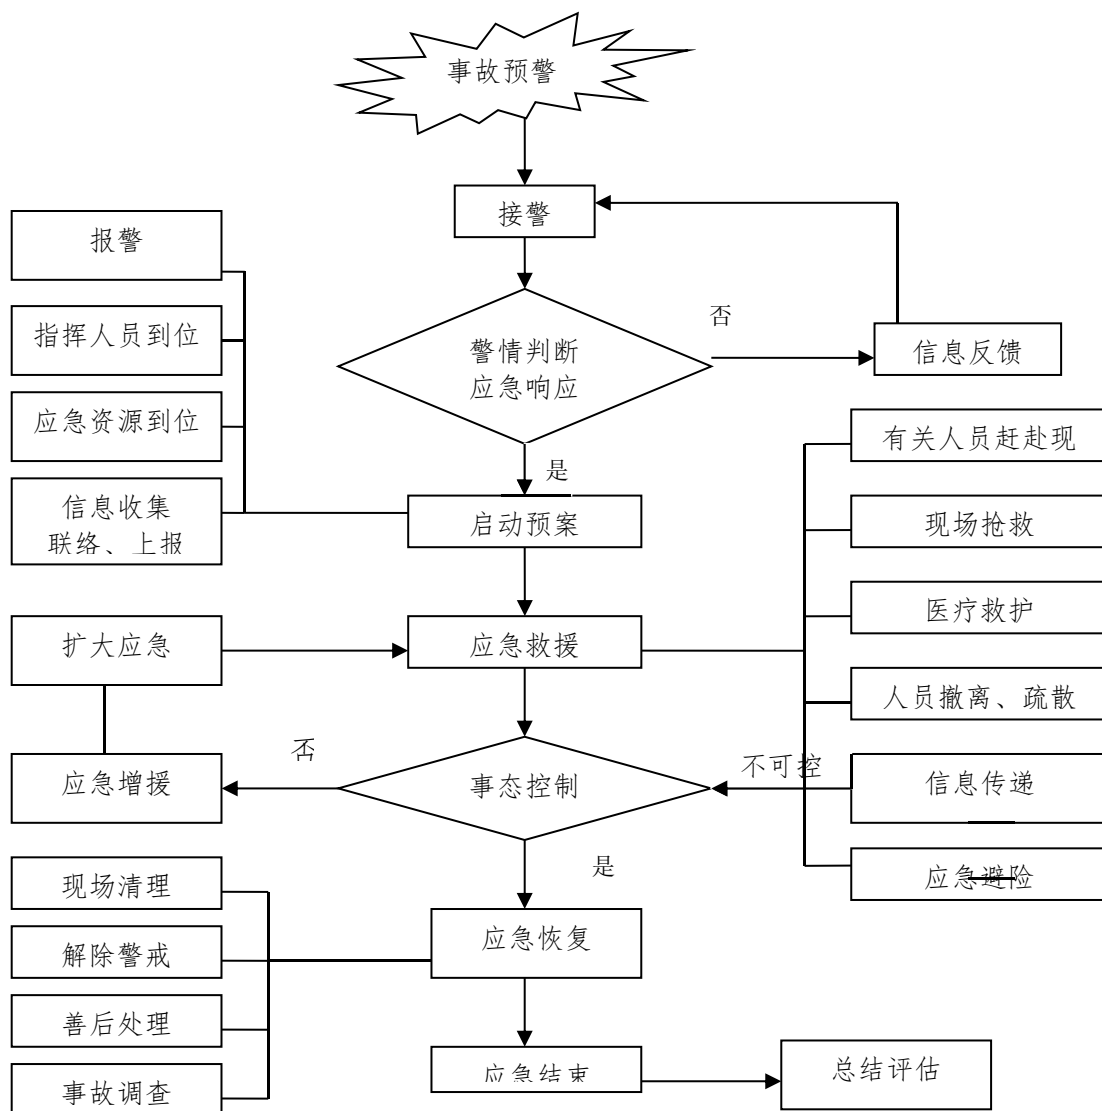 事故预警
接警
报警
指挥人员到位
应急资源到位
信息收集
联络、上报
否
警情判断
应急响应
信息反馈
是
启动预案
有关人员赶赴现
现场抢救
医疗救护
人员撤离、疏散
信息传递
应急避险
扩大应急
应急救援
否
应急增援
事态控制
不可控
是
现场清理
解除警戒
善后处理
事故调查
应急恢复
应急结束
总结评估